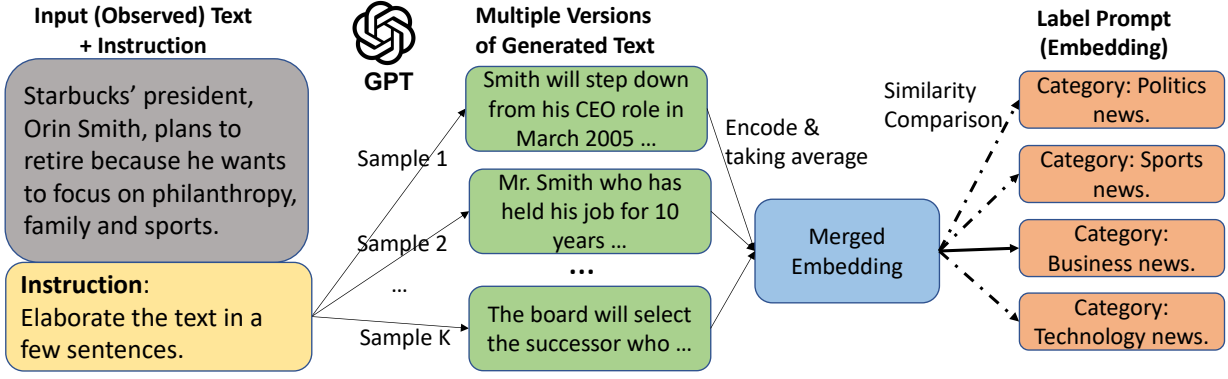 Input (Observed) Text
+ Instruction
Starbucks' president,
Orin Smith, plans to
retire because he wants
to focus on philanthropy,
family and sports.
Instruction:
Elaborate the text in a
few sentences.
GPT
Sample 1
Sample 2
...
Sample K
Multiple Versions
of Generated Text
Smith will step down
from his CEO role in
March 2005 ...
Mr. Smith who has
held his job for 10
years ...
...
The board will select
the successor who ...
Encode &
taking average
Merged
Embedding
Similarity
Comparison
Label Prompt
(Embedding)
Category: Politics
news.
Category: Sports
news.
Category:
Business news.
Category:
Technology news.